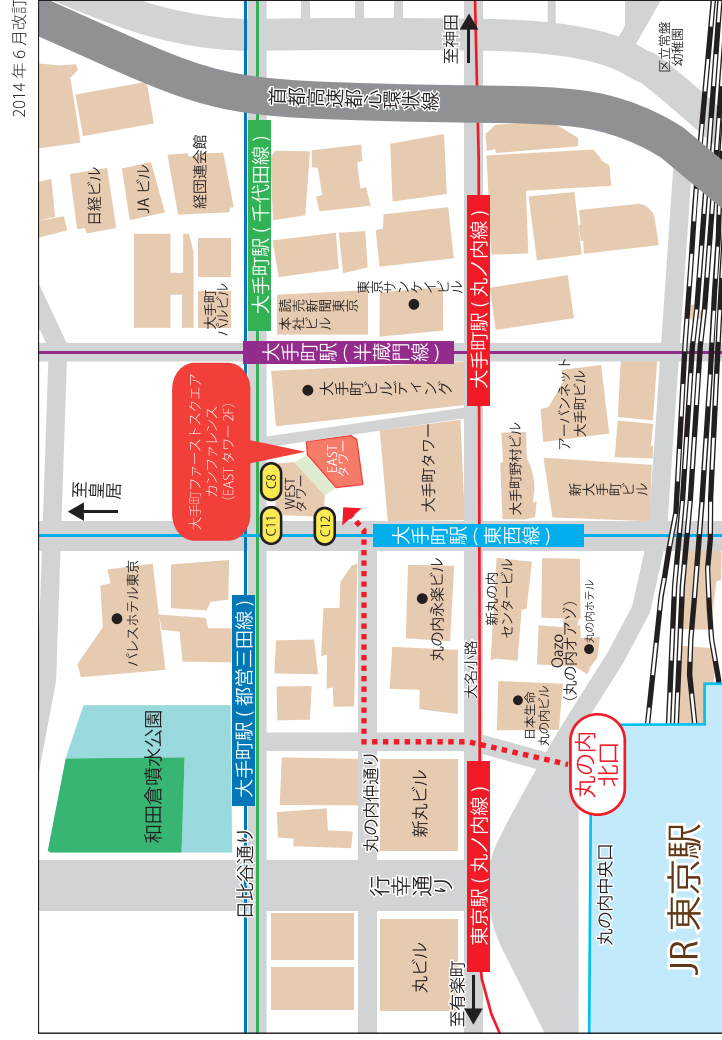 2014 年 6 月改訂
至神田
区立常盤
幼稚園
首都高速都心環状線
日経ビル
JA ビル
経団連会館
大手町駅（千代田線）
大手町駅（丸ノ内線）
大手町
パルビル
読売新聞東京
本社ビル
東京サンケイビル
大手町駅（半蔵門線）
大手町ファーストスクエア
カンファレンス
（EAST タワー 2F）
大手町ビルディング
アーバンネット
大手町ビル
至皇居
C8
C11
C12
WEST
タワー
EAST
タワー
大手町タワー
大手町野村ビル
新大手町ビル
大手町駅（東西線）
パレスホテル東京
丸の内永楽ビル
新丸の内
センタービル
大手町駅（都営三田線）
大名小路
Oazo
（丸の内オアゾ）
丸の内ホテル
日本生命
丸の内ビル
和田倉噴水公園
丸の内仲通り
新丸ビル
丸の内
北口
日比谷通り
行幸通り
東京駅（丸ノ内線）
丸の内中央口
JR 東京駅
丸ビル
至有楽町